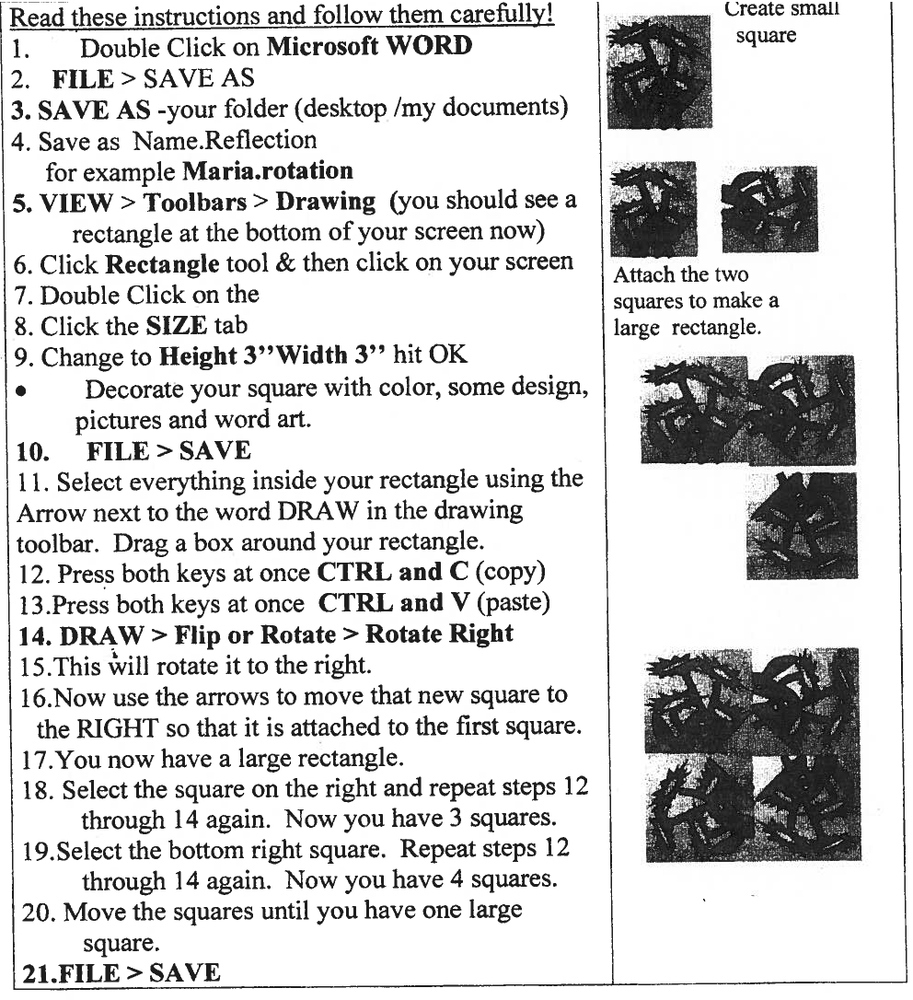 Read these instructions and follow them carefully!
1. Double Click on Microsoft WORD
2. FILE > SAVE AS
3. SAVE AS -your folder (desktop /my documents)
4. Save as Name.Reflection
for example Maria.rotation
5. VIEW > Toolbars > Drawing (you should see a
rectangle at the bottom of your screen now)
6. Click Rectangle tool & then click on your screen
7. Double Click on the
8. Click the SIZE tab
9. Change to Height 3’’Width 3’’ hit OK
• Decorate your square with color, some design,
pictures and word art.
10. FILE > SAVE
11. Select everything inside your rectangle using the
Arrow next to the word DRAW in the drawing
toolbar. Drag a box around your rectangle.
12. Press both keys at once CTRL and C (copy)
13.Press both keys at once CTRL and V (paste)
14. DRAW > Flip or Rotate > Rotate Right
15.This will rotate it to the right.
16.Now use the arrows to move that new square to
the RIGHT so that it is attached to the first square.
17.You now have a large rectangle.
18. Select the square on the right and repeat steps 12
through 14 again. Now you have 3 squares.
19.Select the bottom right square. Repeat steps 12
through 14 again. Now you have 4 squares.
20. Move the squares until you have one large
square.
21.FILE > SAVE
Create small
square
Attach the two
squares to make a
large rectangle.